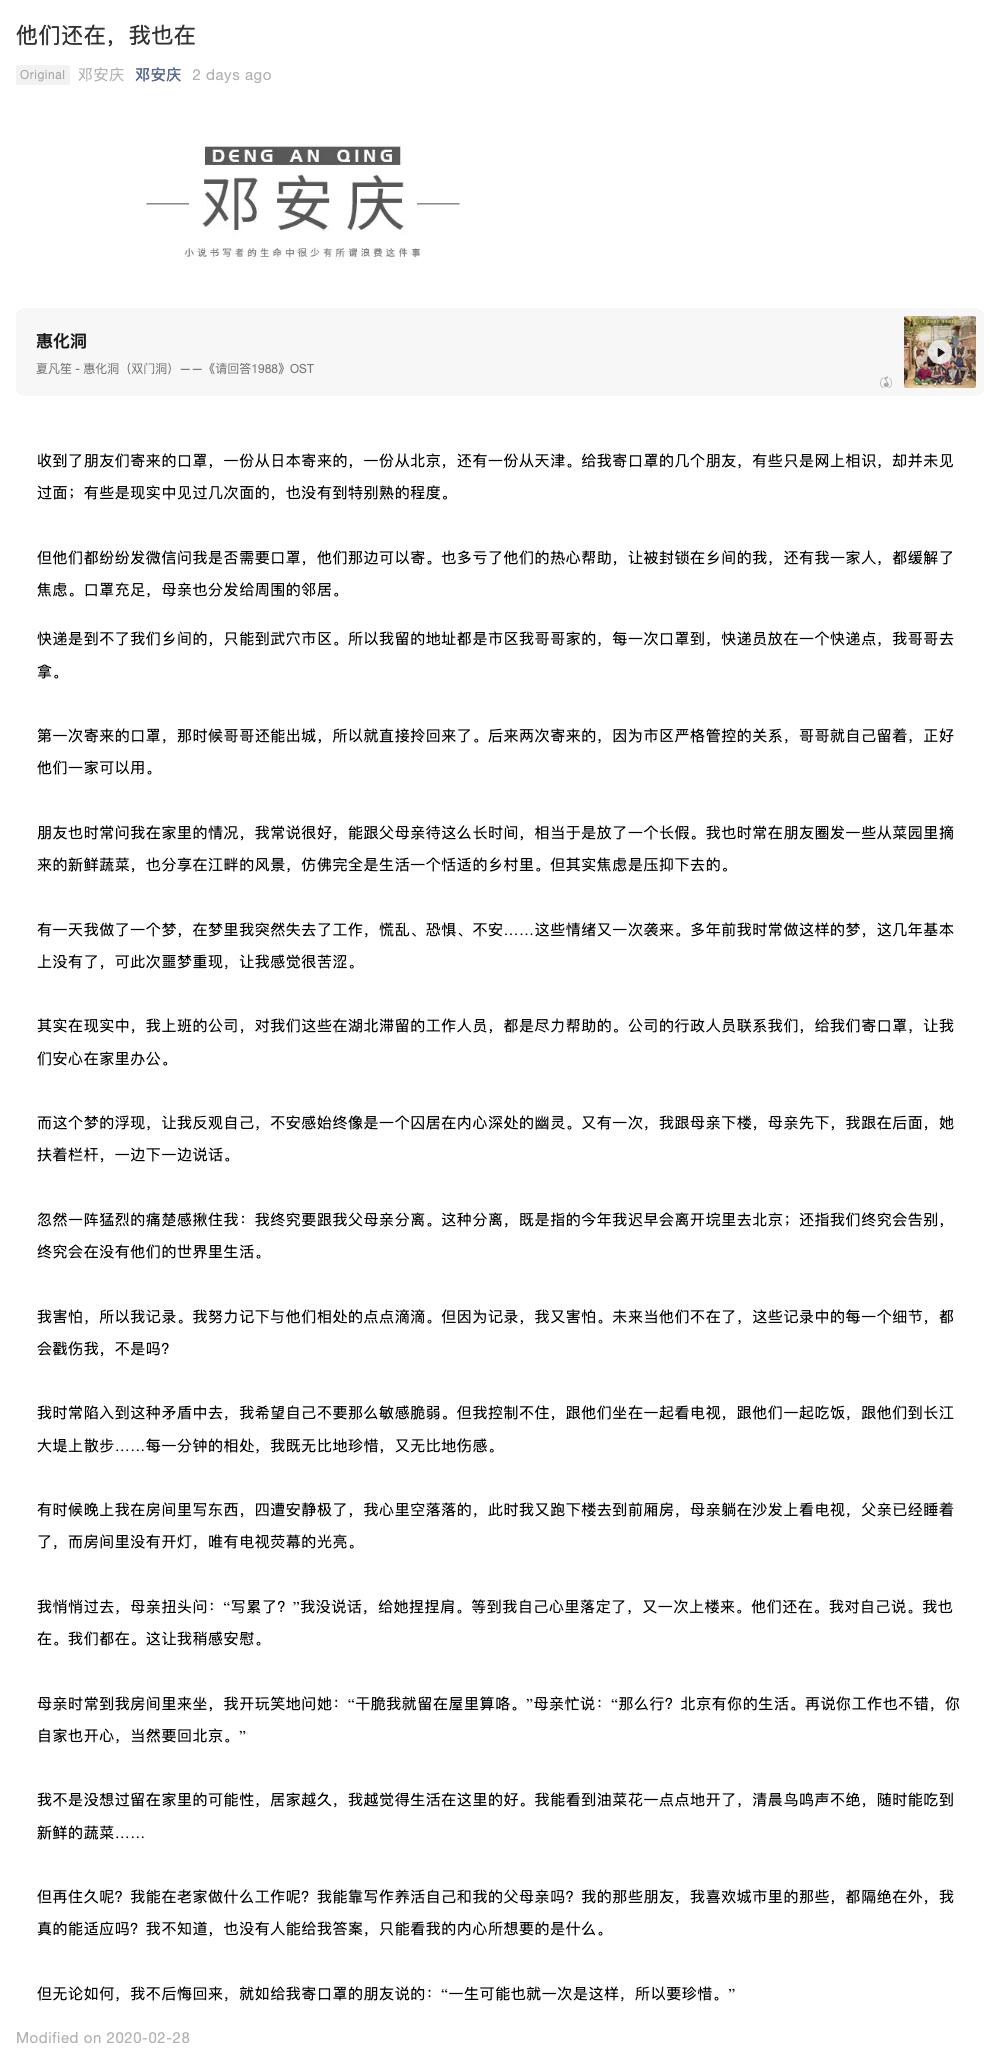 他们还在，我也在
Original 邓安庆 邓安庆 2 days ago
DENG AN QING
邓安庆
小说书写者的生命中很少有所谓浪费这件事
惠化洞
夏凡笙 - 惠化洞（双门洞）——《请回答1988》OST
收到了朋友们寄来的口罩，一份从日本寄来的，一份从北京，还有一份从天津。给我寄口罩的几个朋友，有些只是网上相识，却并未见
过面；有些是现实中见过几次面的，也没有到特别熟的程度。
但他们都纷纷发微信问我是否需要口罩，他们那边可以寄。也多亏了他们的热心帮助，让被封锁在乡间的我，还有我一家人，都缓解了
焦虑。口罩充足，母亲也分发给周围的邻居。
快递是到不了我们乡间的，只能到武穴市区。所以我留的地址都是市区我哥哥家的，每一次口罩到，快递员放在一个快递点，我哥哥去
拿。
第一次寄来的口罩，那时候哥哥还能出城，所以就直接拎回来了。后来两次寄来的，因为市区严格管控的关系，哥哥就自己留着，正好
他们一家可以用。
朋友也时常问我在家里的情况，我常说很好，能跟父母亲待这么长时间，相当于是放了一个长假。我也时常在朋友圈发一些从菜园里摘
来的新鲜蔬菜，也分享在江畔的风景，仿佛完全是生活一个恬适的乡村里。但其实焦虑是压抑下去的。
有一天我做了一个梦，在梦里我突然失去了工作，慌乱、恐惧、不安……这些情绪又一次袭来。多年前我时常做这样的梦，这几年基本
上没有了，可此次噩梦重现，让我感觉很苦涩。
其实在现实中，我上班的公司，对我们这些在湖北滞留的工作人员，都是尽力帮助的。公司的行政人员联系我们，给我们寄口罩，让我
们安心在家里办公。
而这个梦的浮现，让我反观自己，不安感始终像是一个囚居在内心深处的幽灵。又有一次，我跟母亲下楼，母亲先下，我跟在后面，她
扶着栏杆，一边下一边说话。
忽然一阵猛烈的痛楚感揪住我：我终究要跟我父母亲分离。这种分离，既是指的今年我迟早会离开垸里去北京；还指我们终究会告别，
终究会在没有他们的世界里生活。
我害怕，所以我记录。我努力记下与他们相处的点点滴滴。但因为记录，我又害怕。未来当他们不在了，这些记录中的每一个细节，都
会戳伤我，不是吗？
我时常陷入到这种矛盾中去，我希望自己不要那么敏感脆弱。但我控制不住，跟他们坐在一起看电视，跟他们一起吃饭，跟他们到长江
大堤上散步……每一分钟的相处，我既无比地珍惜，又无比地伤感。
有时候晚上我在房间里写东西，四遭安静极了，我心里空落落的，此时我又跑下楼去到前厢房，母亲躺在沙发上看电视，父亲已经睡着
了，而房间里没有开灯，唯有电视荧幕的光亮。
我悄悄过去，母亲扭头问：“写累了？”我没说话，给她捏捏肩。等到我自己心里落定了，又一次上楼来。他们还在。我对自己说。我也
在。我们都在。这让我稍感安慰。
母亲时常到我房间里来坐，我开玩笑地问她：“干脆我就留在屋里算咯。”母亲忙说：“那么行？北京有你的生活。再说你工作也不错，你
自家也开心，当然要回北京。”
我不是没想过留在家里的可能性，居家越久，我越觉得生活在这里的好。我能看到油菜花一点点地开了，清晨鸟鸣声不绝，随时能吃到
新鲜的蔬菜……
但再住久呢？我能在老家做什么工作呢？我能靠写作养活自己和我的父母亲吗？我的那些朋友，我喜欢城市里的那些，都隔绝在外，我
真的能适应吗？我不知道，也没有人能给我答案，只能看我的内心所想要的是什么。
但无论如何，我不后悔回来，就如给我寄口罩的朋友说的：“一生可能也就一次是这样，所以要珍惜。”
Modified on 2020-02-28